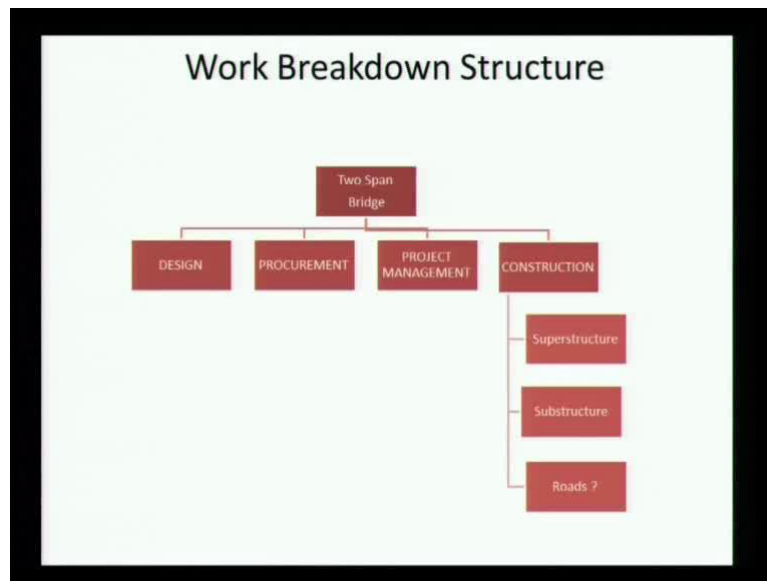 Work Breakdown Structure
Two Span
Bridge
DESIGN
PROCUREMENT
PROJECT
MANAGEMENT
CONSTRUCTION
Superstructure
Substructure
Roads ?